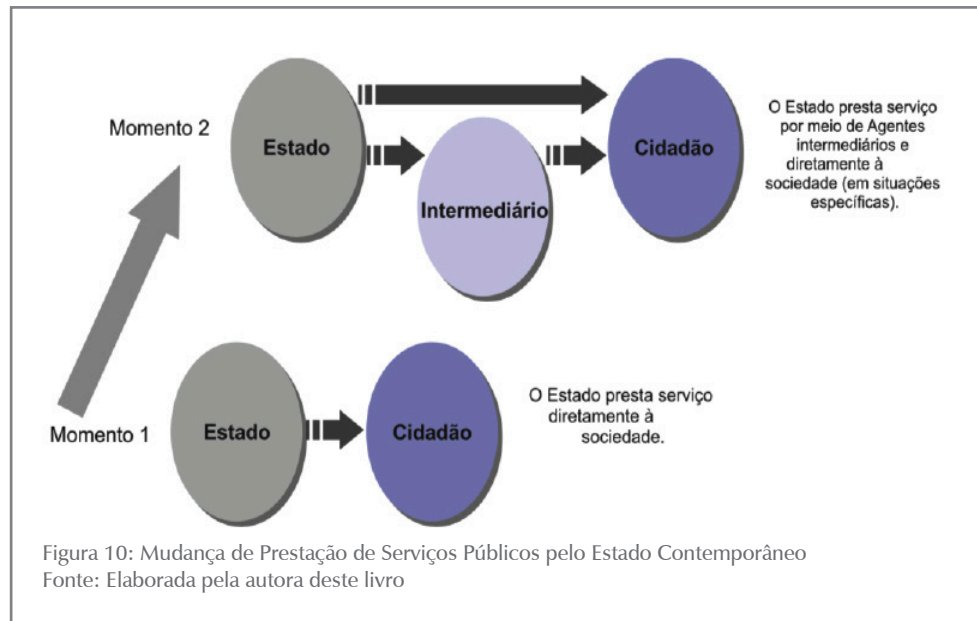 Momento 2
Estado
Intermediário
Cidadão
O Estado presta serviço
por meio de Agentes
intermediários e
diretamente à
sociedade (em situações
específicas).
Momento 1
Estado
Cidadão
O Estado presta serviço
diretamente à
sociedade.
Figura 10: Mudança de Prestação de Serviços Públicos pelo Estado Contemporâneo
Fonte: Elaborada pela autora deste livro